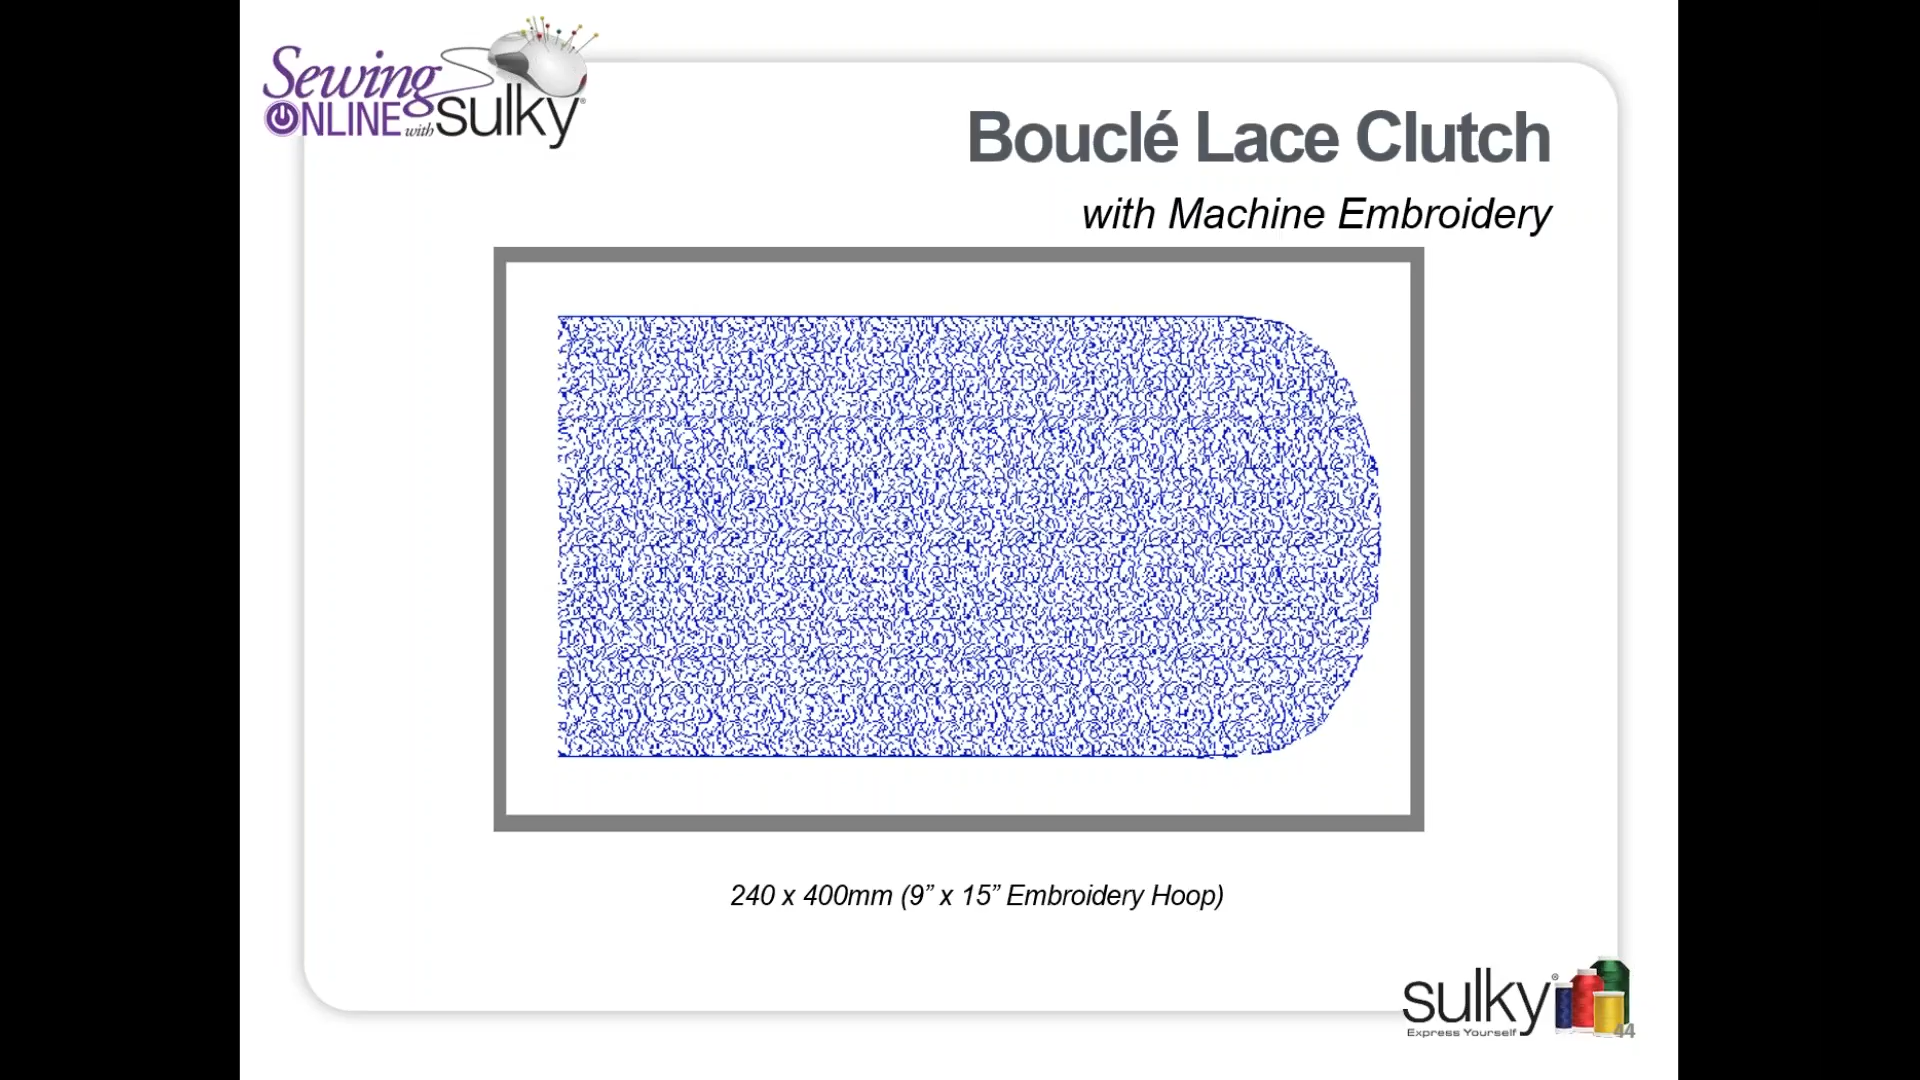 Sewing
ONLINE with sulky®
Bouclé Lace Clutch
with Machine Embroidery
240 x 400mm (9” x 15” Embroidery Hoop)
sulky®
Express Yourself
44